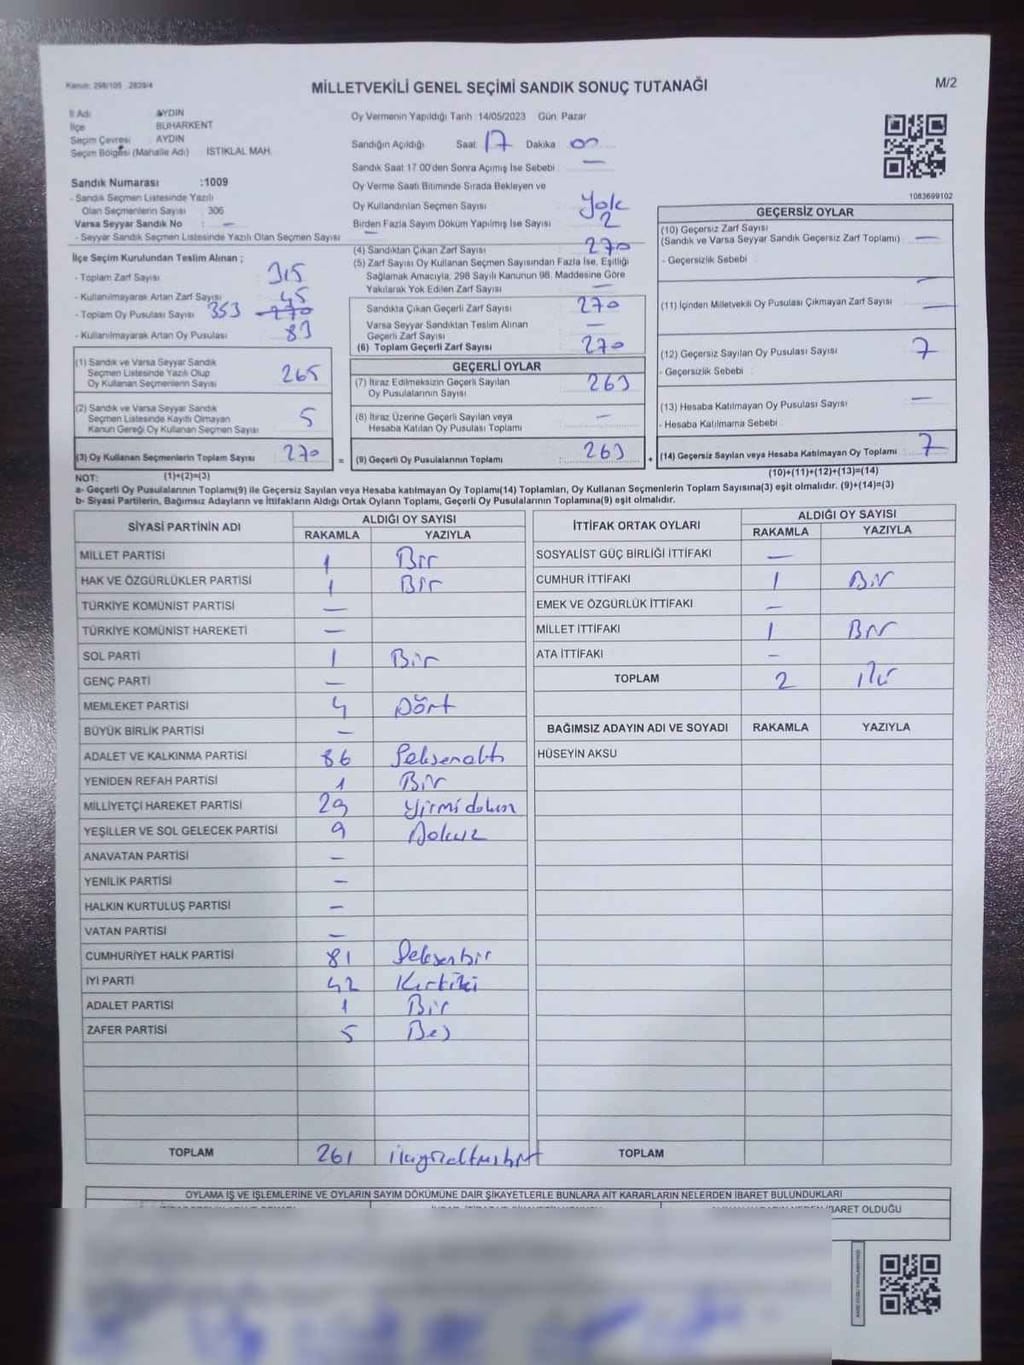 Kanun: 298/105 2839/4
MİLLETVEKİLİ GENEL SEÇİMİ SANDIK SONUÇ TUTANAĞI
M/2
İl Adı : AYDIN
İlçe BUHARKENT
Seçim Çevresi AYDIN
Seçim Bölgesi (Mahalle Adı) : İSTİKLAL MAH.
Sandık Numarası :1009
- Sandık Seçmen Listesinde Yazılı
Olan Seçmenlerin Sayısı 306
Varsa Seyyar Sandık No : —
- Seyyar Sandık Seçmen Listesinde Yazılı Olan Seçmen Sayısı
İlçe Seçim Kurulundan Teslim Alınan ;
- Toplam Zarf Sayısı 315
- Kullanılmayarak Artan Zarf Sayısı 45
- Toplam Oy Pusulası Sayısı 353 270
- Kullanılmayarak Artan Oy Pusulası 83
(1) Sandık ve Varsa Seyyar Sandık
Seçmen Listesinde Yazılı Olup
Oy Kullanan Seçmenlerin Sayısı 265
(2) Sandık ve Varsa Seyyar Sandık
Seçmen Listesinde Kayıtlı Olmayan
Kanun Gereği Oy Kullanan Seçmen Sayısı 5
(3) Oy Kullanan Seçmenlerin Toplam Sayısı 270
Oy Vermenin Yapıldığı Tarih :14/05/2023 Gün: Pazar
Sandığın Açıldığı Saat: 17 Dakika 00
Sandık Saat 17:00'den Sonra Açımış İse Sebebi : —
Oy Verme Saati Bitiminde Sırada Bekleyen ve
Oy Kullandırılan Seçmen Sayısı Yok
Birden Fazla Sayım Döküm Yapılmış İse Sayısı 2
(4) Sandıktan Çıkan Zarf Sayısı 270
(5) Zarf Sayısı Oy Kullanan Seçmen Sayısından Fazla İse, Eşitliği
Sağlamak Amacıyla, 298 Sayılı Kanunun 98. Maddesine Göre
Yakılarak Yok Edilen Zarf Sayısı —
Sandıkta Çıkan Geçerli Zarf Sayısı 270
Varsa Seyyar Sandıktan Teslim Alınan
Geçerli Zarf Sayısı —
(6) Toplam Geçerli Zarf Sayısı 270
GEÇERLİ OYLAR
(7) İtiraz Edilmeksizin Geçerli Sayılan
Oy Pusulalarının Sayısı 263
(8) İtiraz Üzerine Geçerli Sayılan veya
Hesaba Katılan Oy Pusulası Toplamı —
= (9) Geçerli Oy Pusulalarının Toplamı 263 +
1083699102
GEÇERSİZ OYLAR
(10) Geçersiz Zarf Sayısı
(Sandık ve Varsa Seyyar Sandık Geçersiz Zarf Toplamı) —
- Geçersizlik Sebebi :
(11) İçinden Milletvekili Oy Pusulası Çıkmayan Zarf Sayısı —
(12) Geçersiz Sayılan Oy Pusulası Sayısı 7
- Geçersizlik Sebebi :
(13) Hesaba Katılmayan Oy Pusulası Sayısı —
- Hesaba Katılmama Sebebi :
(14) Geçersiz Sayılan veya Hesaba Katılmayan Oy Toplamı 7
NOT: (1)+(2)=(3) (10)+(11)+(12)+(13)=(14)
a- Geçerli Oy Pusulalarının Toplamı(9) ile Geçersiz Sayılan veya Hesaba katılmayan Oy Toplamı(14) Toplamları, Oy Kullanan Seçmenlerin Toplam Sayısına(3) eşit olmalıdır. (9)+(14)=(3)
b- Siyasi Partilerin, Bağımsız Adayların ve İttifakların Aldığı Ortak Oyların Toplamı, Geçerli Oy Pusulalarının Toplamına(9) eşit olmalıdır.
SİYASİ PARTİNİN ADI ALDIĞI OY SAYISI
RAKAMLA YAZIYLA
MİLLET PARTİSİ 1 Bir
HAK VE ÖZGÜRLÜKLER PARTİSİ 1 Bir
TÜRKİYE KOMÜNİST PARTİSİ —
TÜRKİYE KOMÜNİST HAREKETİ —
SOL PARTİ 1 Bir
GENÇ PARTİ —
MEMLEKET PARTİSİ 4 Dört
BÜYÜK BİRLİK PARTİSİ —
ADALET VE KALKINMA PARTİSİ 86 Seksenaltı
YENİDEN REFAH PARTİSİ 1 Bir
MİLLİYETÇİ HAREKET PARTİSİ 29 Yirmidokuz
YEŞİLLER VE SOL GELECEK PARTİSİ 9 Dokuz
ANAVATAN PARTİSİ —
YENİLİK PARTİSİ —
HALKIN KURTULUŞ PARTİSİ —
VATAN PARTİSİ —
CUMHURİYET HALK PARTİSİ 81 Seksenbir
İYİ PARTİ 42 Kırkiki
ADALET PARTİSİ 1 Bir
ZAFER PARTİSİ 5 Beş
TOPLAM 261 ikiyüzaltmışbir
İTTİFAK ORTAK OYLARI ALDIĞI OY SAYISI
RAKAMLA YAZIYLA
SOSYALİST GÜÇ BİRLİĞİ İTTİFAKI —
CUMHUR İTTİFAKI 1 Bir
EMEK VE ÖZGÜRLÜK İTTİFAKI —
MİLLET İTTİFAKI 1 Bir
ATA İTTİFAKI —
TOPLAM 2 iki
BAĞIMSIZ ADAYIN ADI VE SOYADI RAKAMLA YAZIYLA
HÜSEYİN AKSU
TOPLAM
OYLAMA İŞ VE İŞLEMLERİNE VE OYLARIN SAYIM DÖKÜMÜNE DAİR ŞİKAYETLERLE BUNLARA AİT KARARLARIN NELERDEN İBARET BULUNDUKLARI
İBARET OLDUĞU